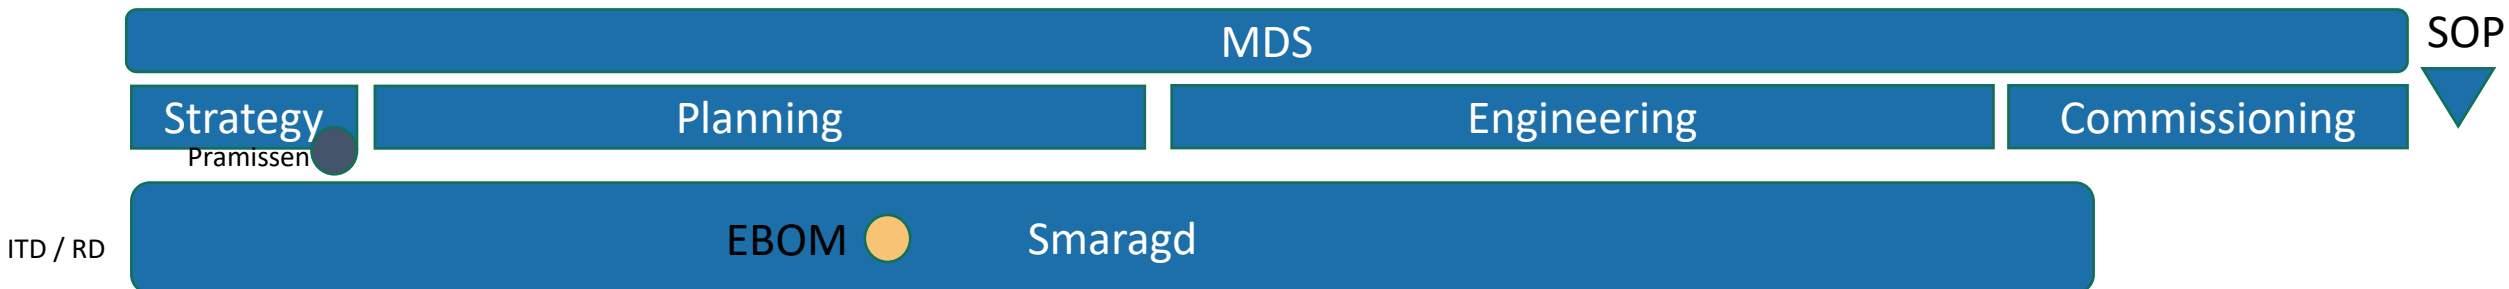 MDS
SOP
Strategy
Planning
Engineering
Commissioning
Pramissen
ITD / RD
EBOM
Smaragd